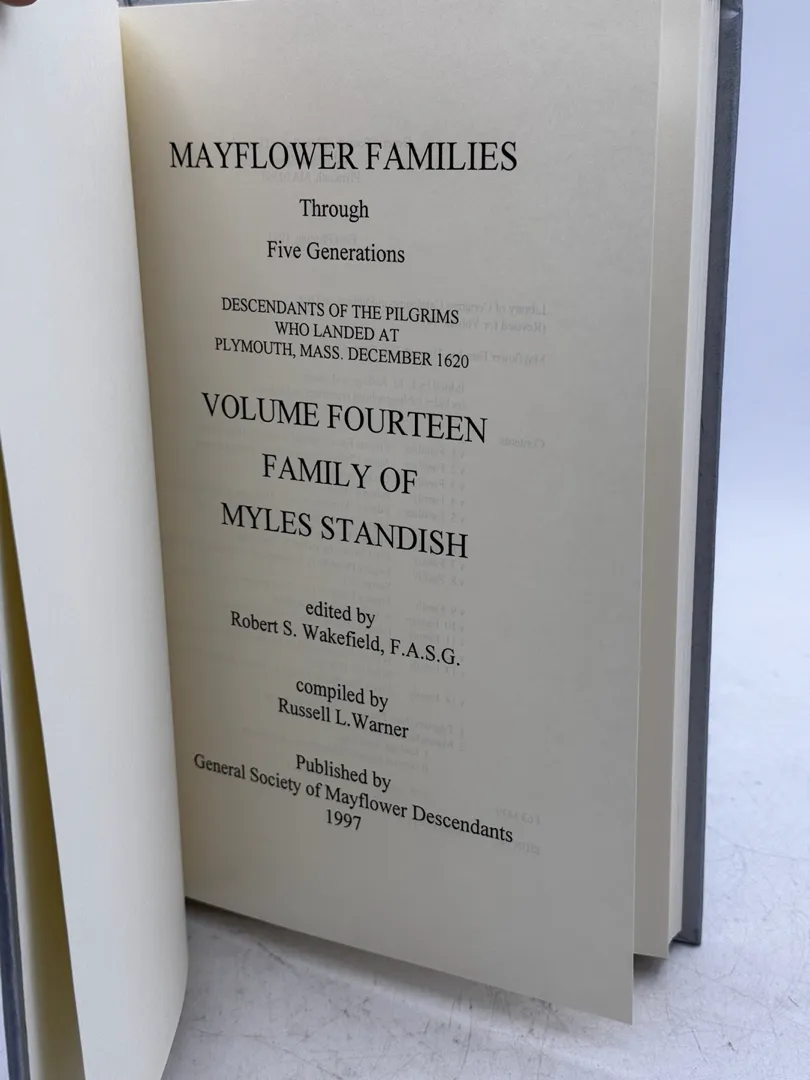 MAYFLOWER FAMILIES
Through
Five Generations
DESCENDANTS OF THE PILGRIMS
WHO LANDED AT
PLYMOUTH, MASS. DECEMBER 1620
VOLUME FOURTEEN
FAMILY OF
MYLES STANDISH
edited by
Robert S. Wakefield, F.A.S.G.
compiled by
Russell L.Warner
Published by
General Society of Mayflower Descendants
1997